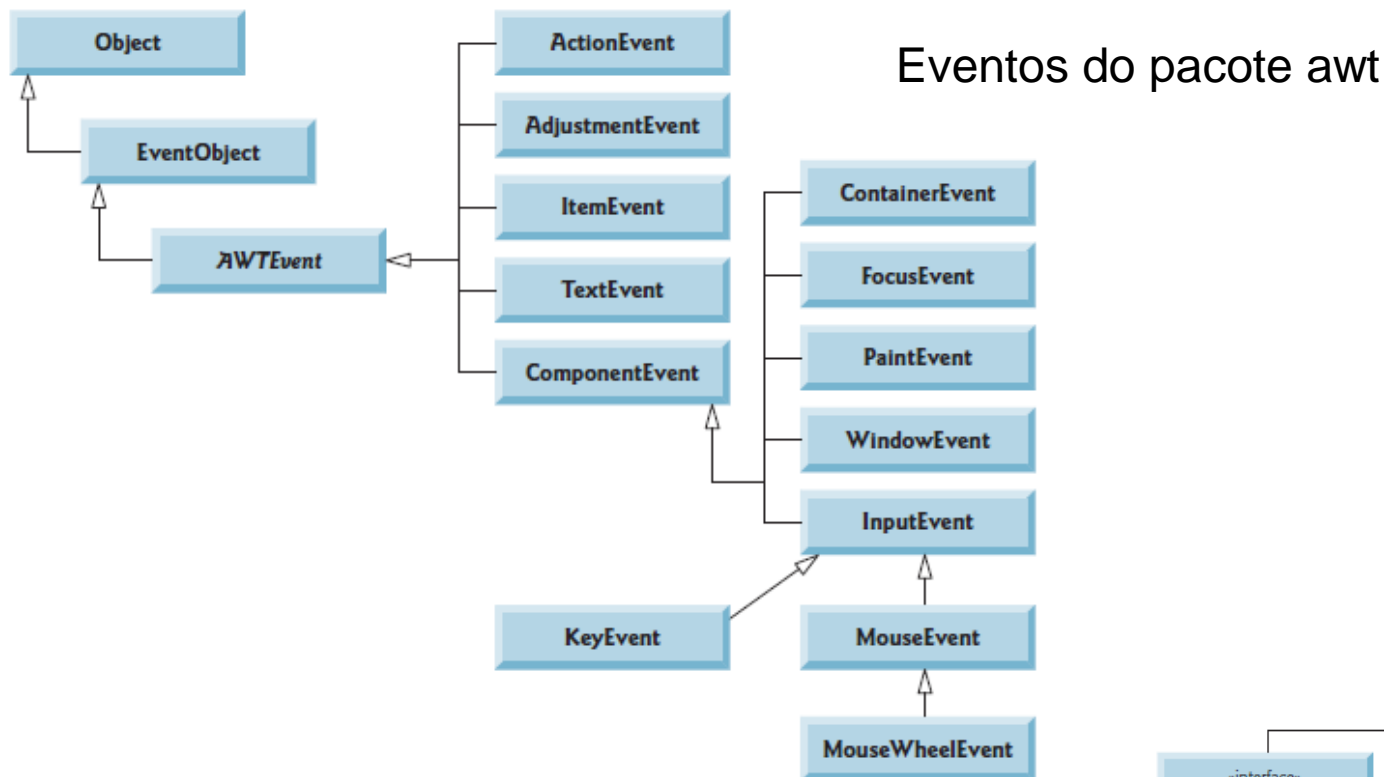 Object
ActionEvent
Eventos do pacote awt
AdjustmentEvent
EventObject
ContainerEvent
ItemEvent
AWTEvent
FocusEvent
TextEvent
PaintEvent
ComponentEvent
WindowEvent
InputEvent
KeyEvent
MouseEvent
MouseWheelEvent